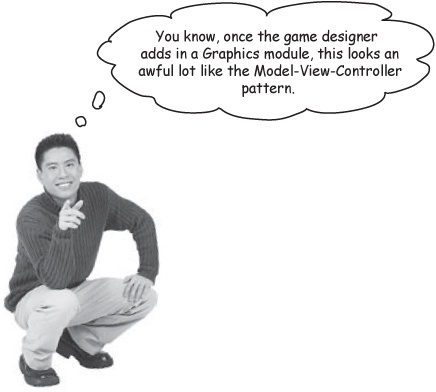 You know, once the game designer
adds in a Graphics module, this looks an
awful lot like the Model-View-Controller
pattern.